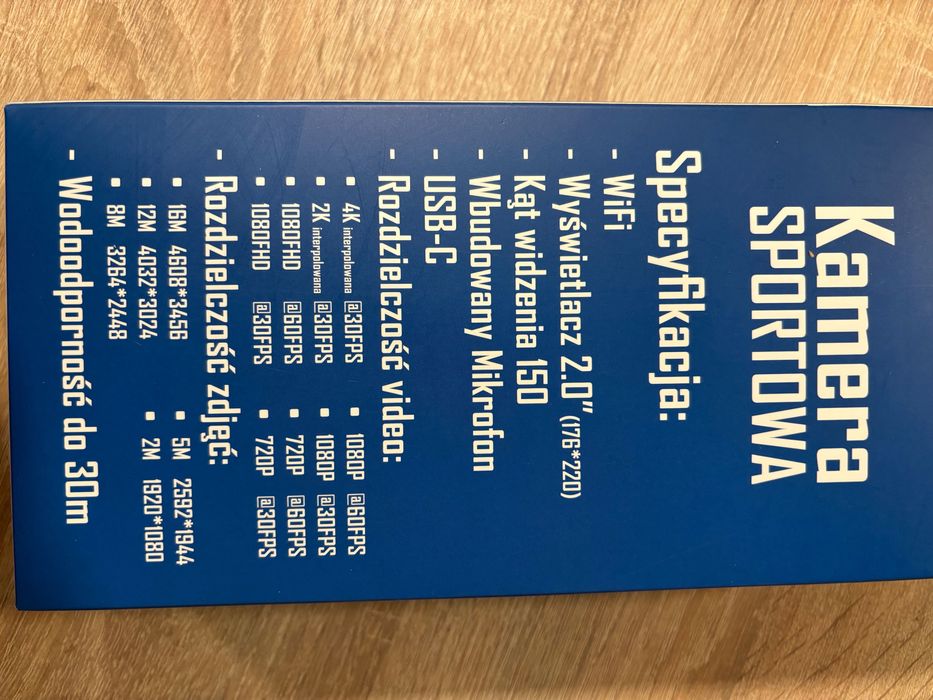 Kamera
SPORTOWA
Specyfikacja:
- WiFi
- Wyświetlacz 2.0" (176*220)
- Kąt widzenia 150
- Wbudowany Mikrofon
- USB-C
- Rozdzielczość video:
▪ 4K interpolowana @30FPS ▪ 1080P @60FPS
▪ 2K interpolowana @30FPS ▪ 1080P @30FPS
▪ 1080FHD @60FPS ▪ 720P @60FPS
▪ 1080FHD @30FPS ▪ 720P @30FPS
- Rozdzielczość zdjęć:
▪ 16M 4608*3456 ▪ 5M 2592*1944
▪ 12M 4032*3024 ▪ 2M 1920*1080
▪ 8M 3264*2448
- Wodoodporność do 30m